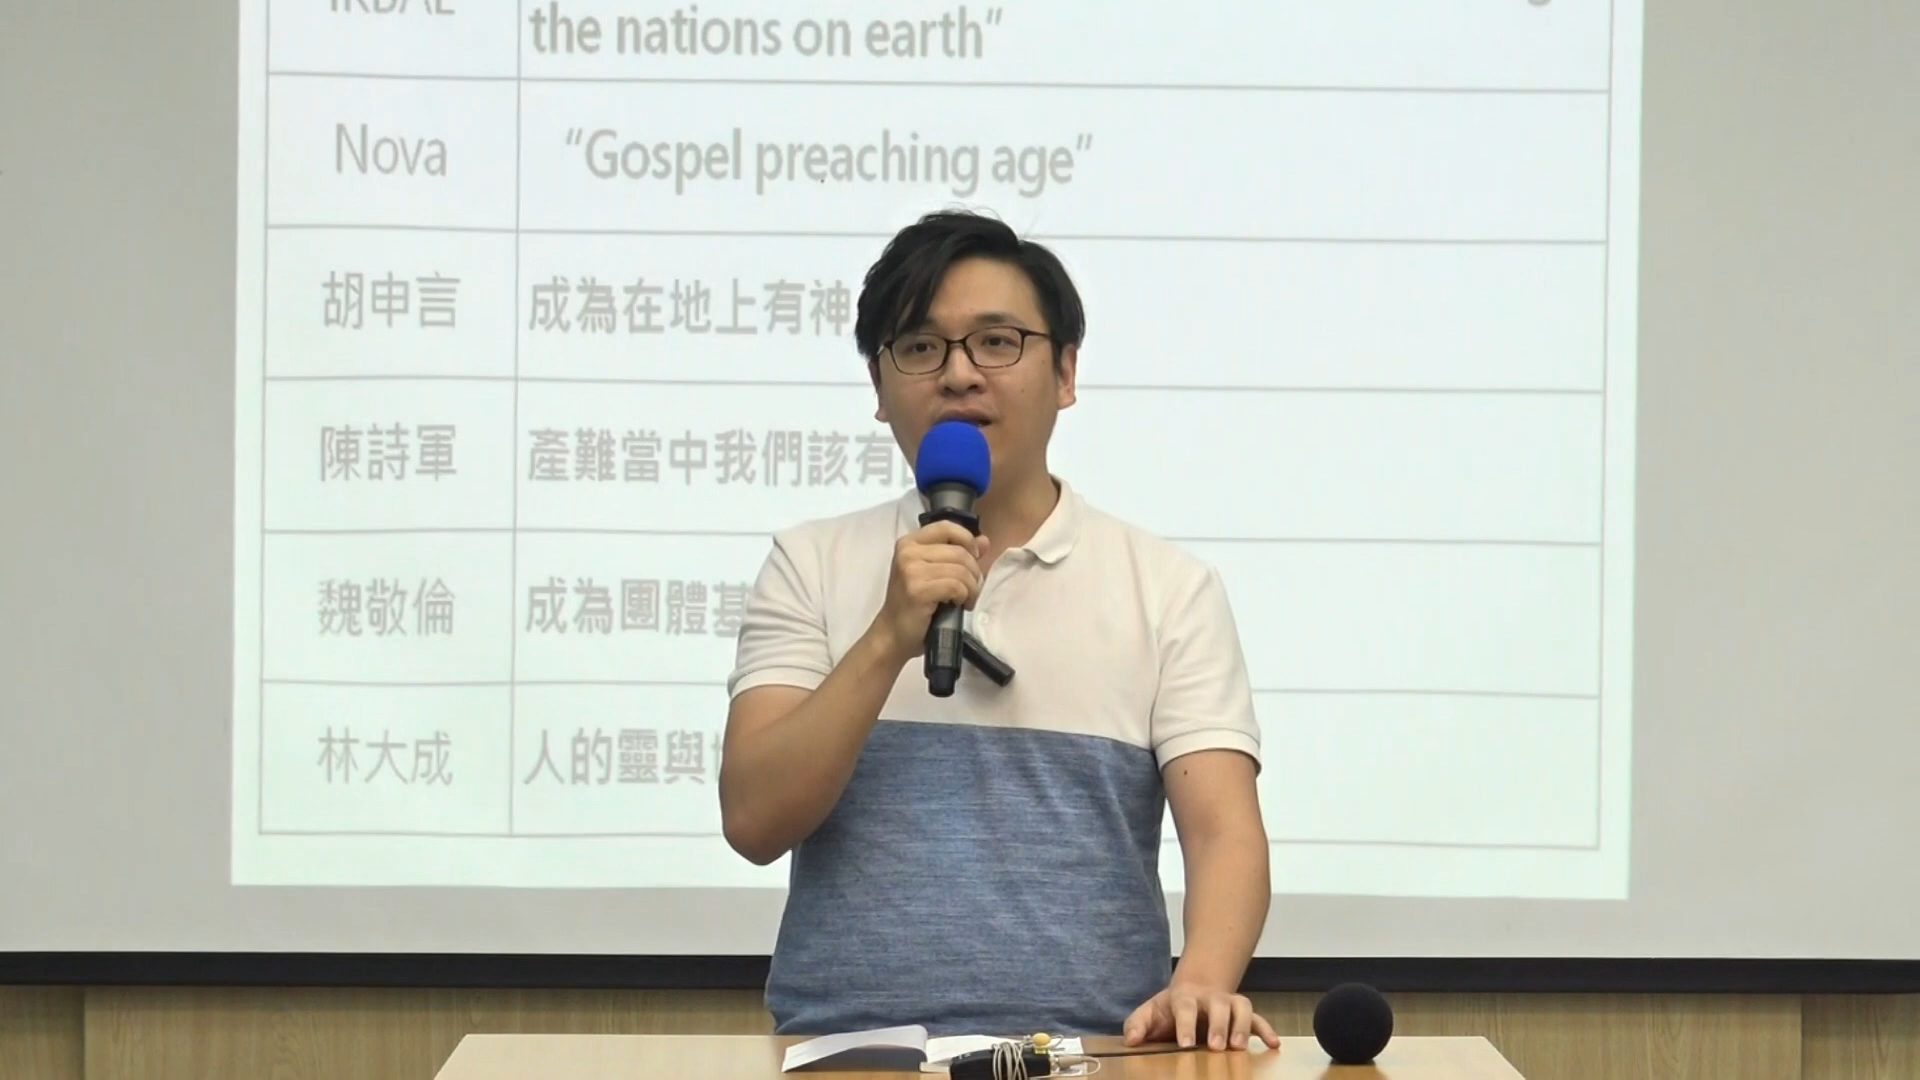 the nations on earth"
Nova "Gospel preaching age"
胡申言 成為在地上有神
陳詩軍 產難當中我們該有
魏敬倫 成為團體基
林大成 人的靈與